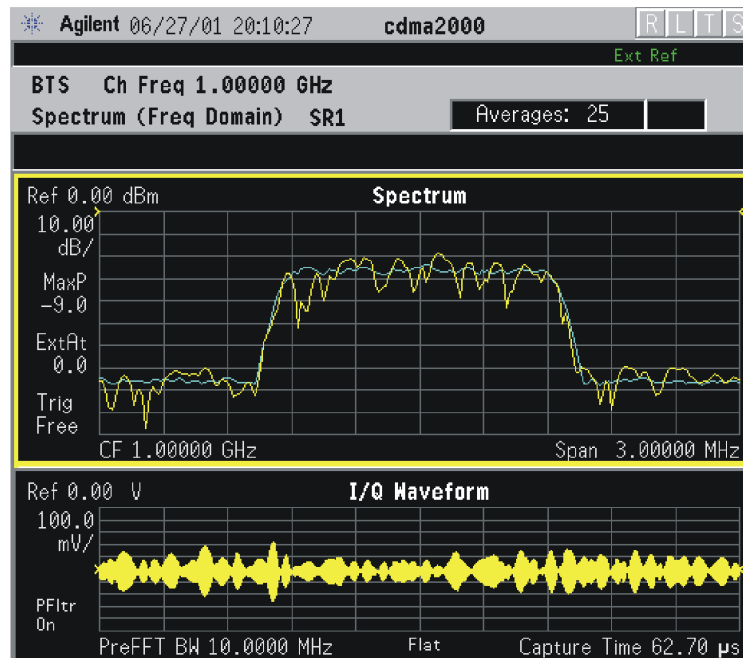 Agilent 06/27/01 20:10:27 cdma2000 R L T S
Ext Ref
BTS Ch Freq 1.00000 GHz
Spectrum (Freq Domain) SR1 Averages: 25
Ref 0.00 dBm Spectrum
10.00
dB/
MaxP
-9.0
ExtAt
0.0
Trig
Free
CF 1.00000 GHz Span 3.00000 MHz
Ref 0.00 V I/Q Waveform
100.0
mV/
PFltr
On
PreFFT BW 10.0000 MHz Flat Capture Time 62.70 µs